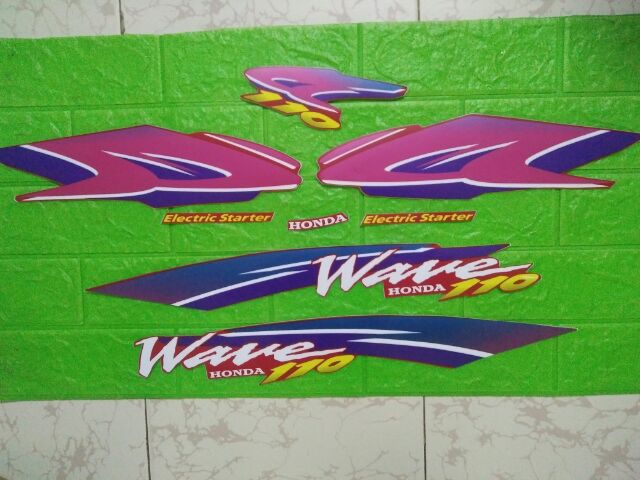 110
Electric Starter
HONDA
Electric Starter
Wave
HONDA 110
Wave
HONDA 110